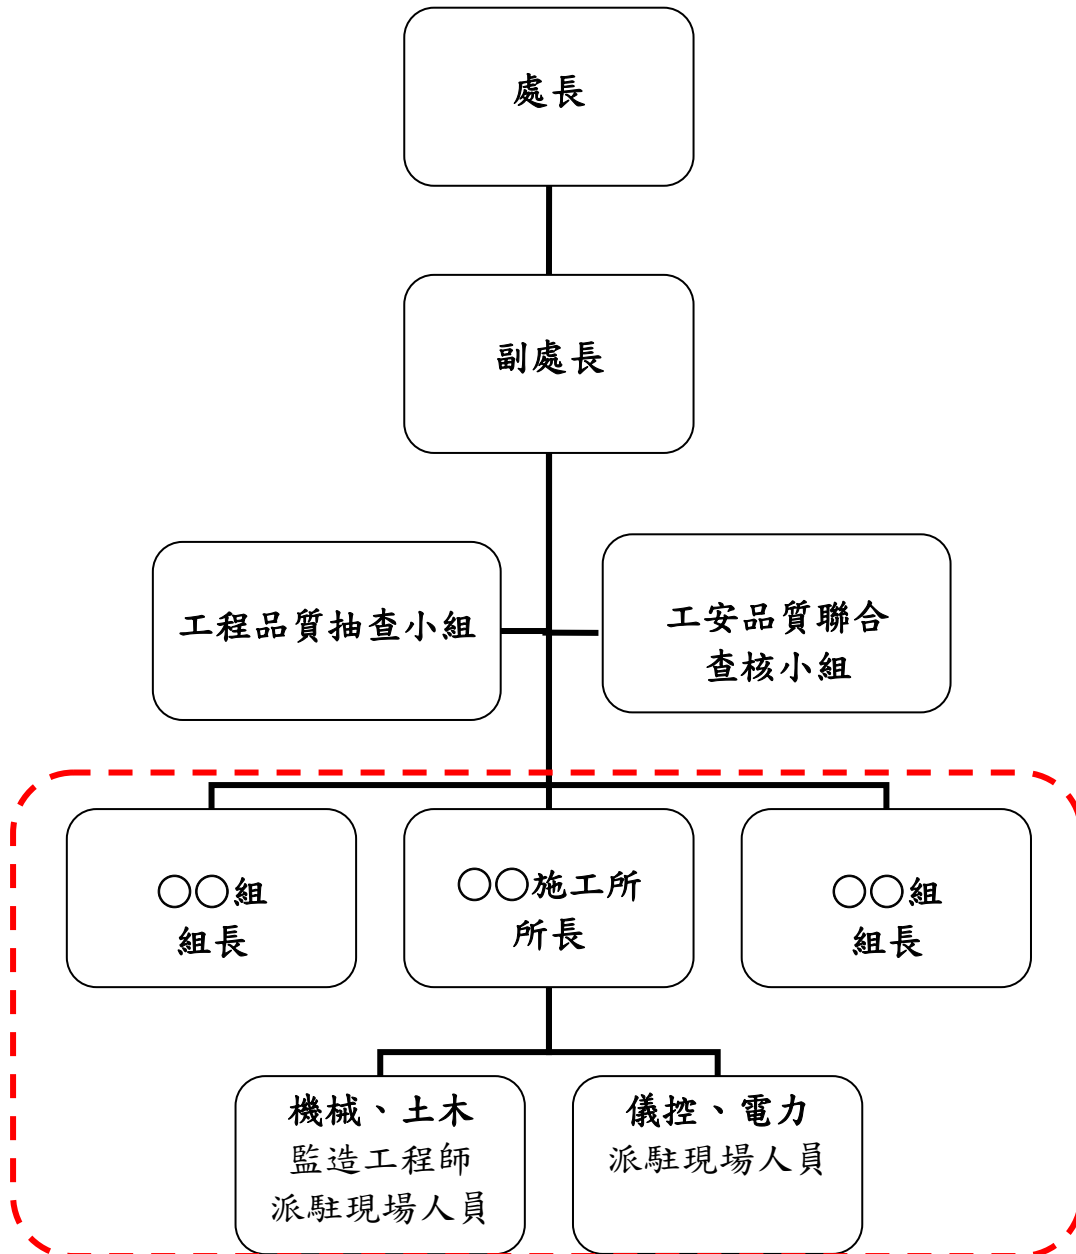 處長
副處長
工程品質抽查小組
工安品質聯合
查核小組
○○組
組長
○○施工所
所長
○○組
組長
機械、土木
監造工程師
派駐現場人員
儀控、電力
派駐現場人員